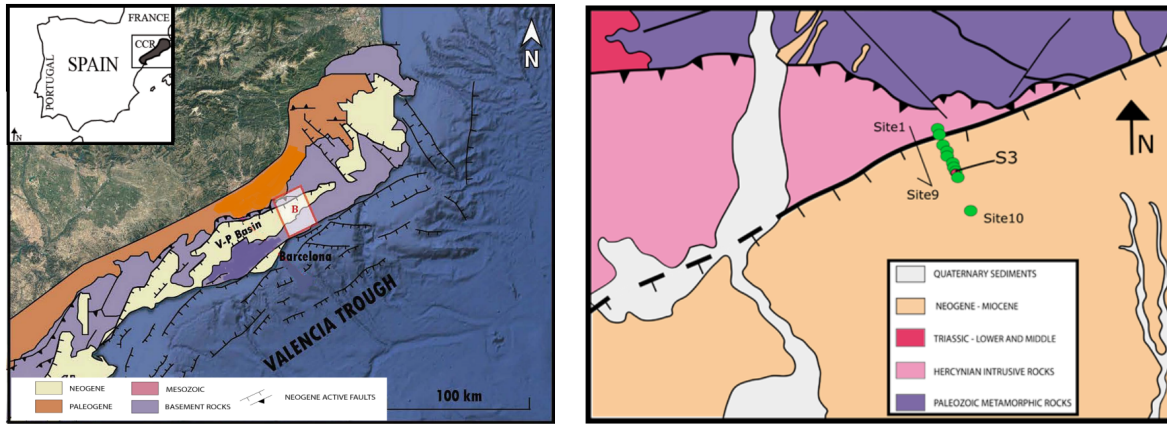 FRANCE
CCR
SPAIN
PORTUGAL
N
N
B
V-P Basin
Barcelona
VALENCIA TROUGH
NEOGENE
PALEOGENE
MESOZOIC
BASEMENT ROCKS
NEOGENE ACTIVE FAULTS
100 km
Site1
N
S3
Site9
Site10
QUATERNARY SEDIMENTS
NEOGENE - MIOCENE
TRIASSIC - LOWER AND MIDDLE
HERCYNIAN INTRUSIVE ROCKS
PALEOZOIC METAMORPHIC ROCKS